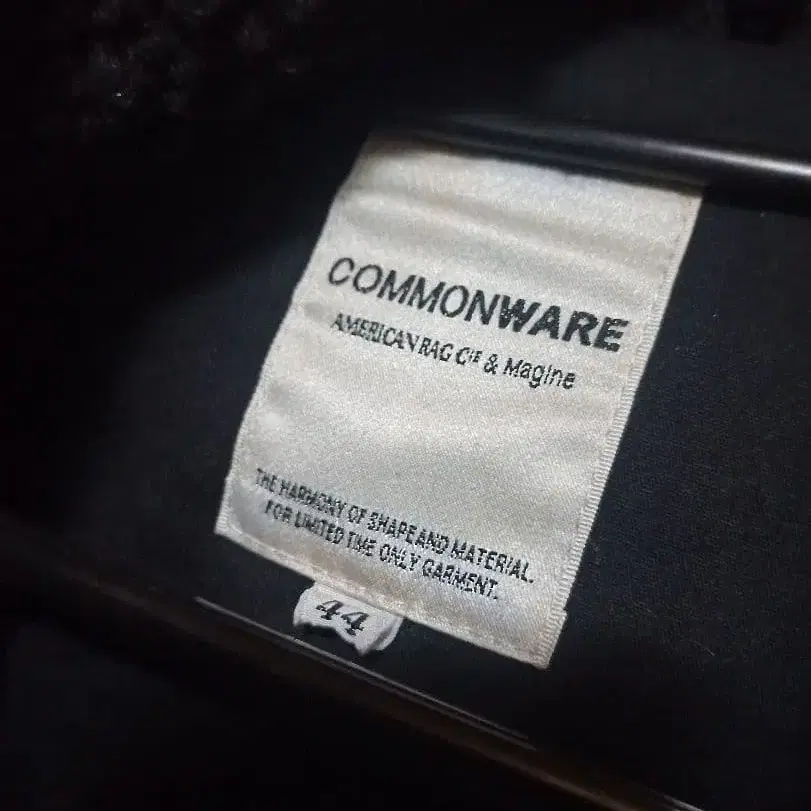 COMMONWARE
AMERICAN RAG CIE & Magine
THE HARMONY OF SHAPE AND MATERIAL.
FOR LIMITED TIME ONLY GARMENT.
44